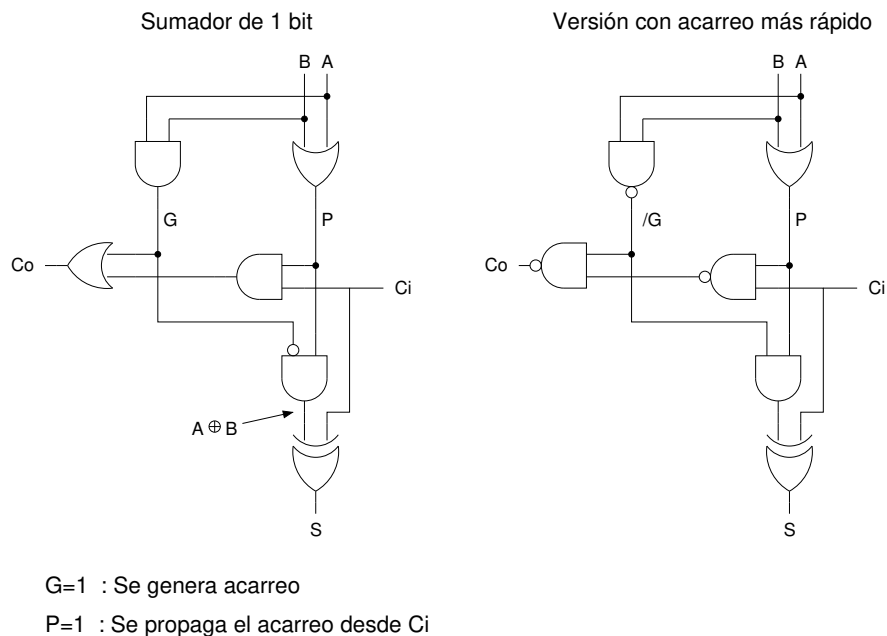 Sumador de 1 bit
Versión con acarreo más rápido
B A
B A
G
P
/G
P
Co
Ci
Co
Ci
A ⊕ B
S
S
G=1 : Se genera acarreo
P=1 : Se propaga el acarreo desde Ci